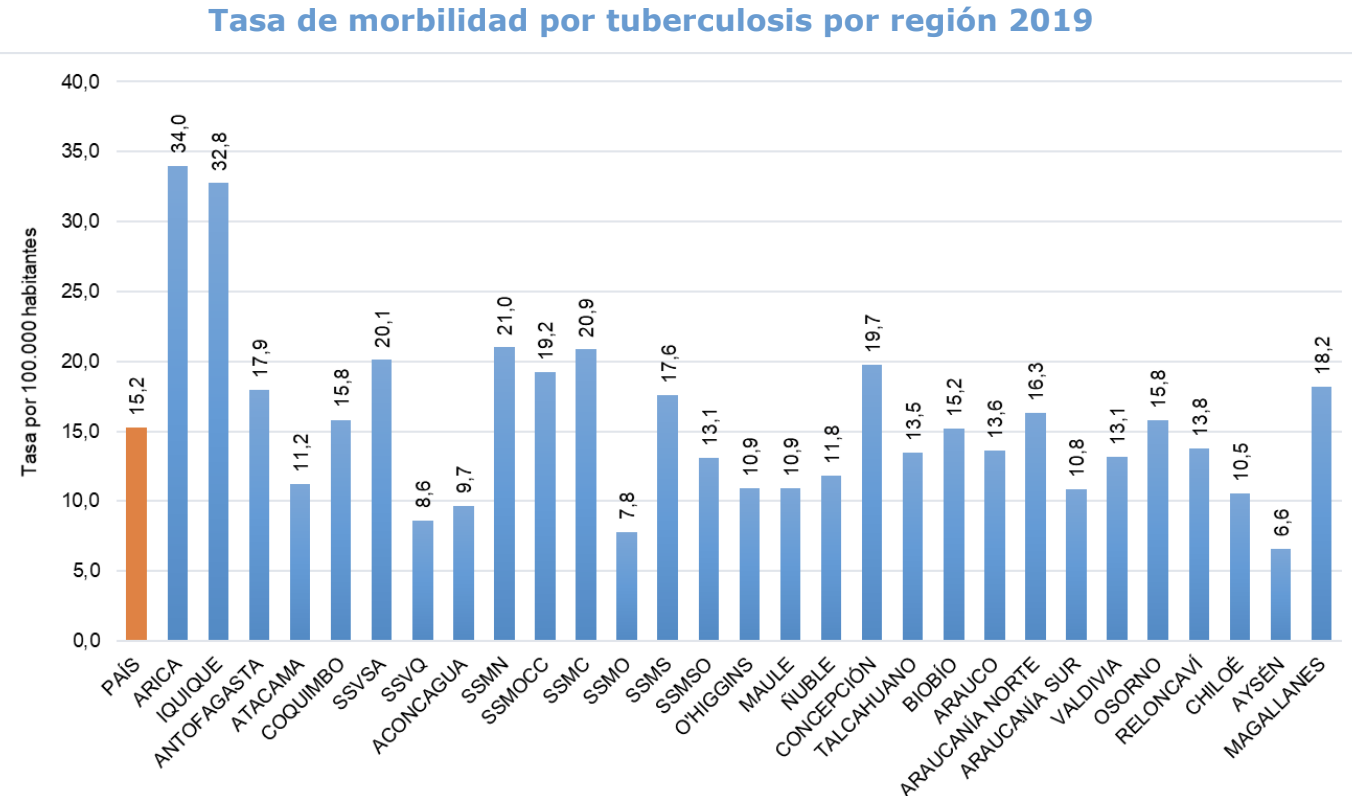 Tasa de morbilidad por tuberculosis por región 2019
Tasa por 100.000 habitantes
40,0
35,0
30,0
25,0
20,0
15,0
10,0
5,0
0,0
15,2
34,0
32,8
17,9
11,2
15,8
20,1
8,6
9,7
21,0
19,2
20,9
7,8
17,6
13,1
10,9
10,9
11,8
19,7
13,5
15,2
13,6
16,3
10,8
13,1
15,8
13,8
10,5
6,6
18,2
PAÍS
ARICA
IQUIQUE
ANTOFAGASTA
ATACAMA
COQUIMBO
SSVSA
SSVQ
ACONCAGUA
SSMN
SSMOCC
SSMC
SSMO
SSMS
SSMSO
O'HIGGINS
MAULE
ÑUBLE
CONCEPCIÓN
TALCAHUANO
BIOBÍO
ARAUCO
ARAUCANÍA NORTE
ARAUCANÍA SUR
VALDIVIA
OSORNO
RELONCAVÍ
CHILOÉ
AYSÉN
MAGALLANES